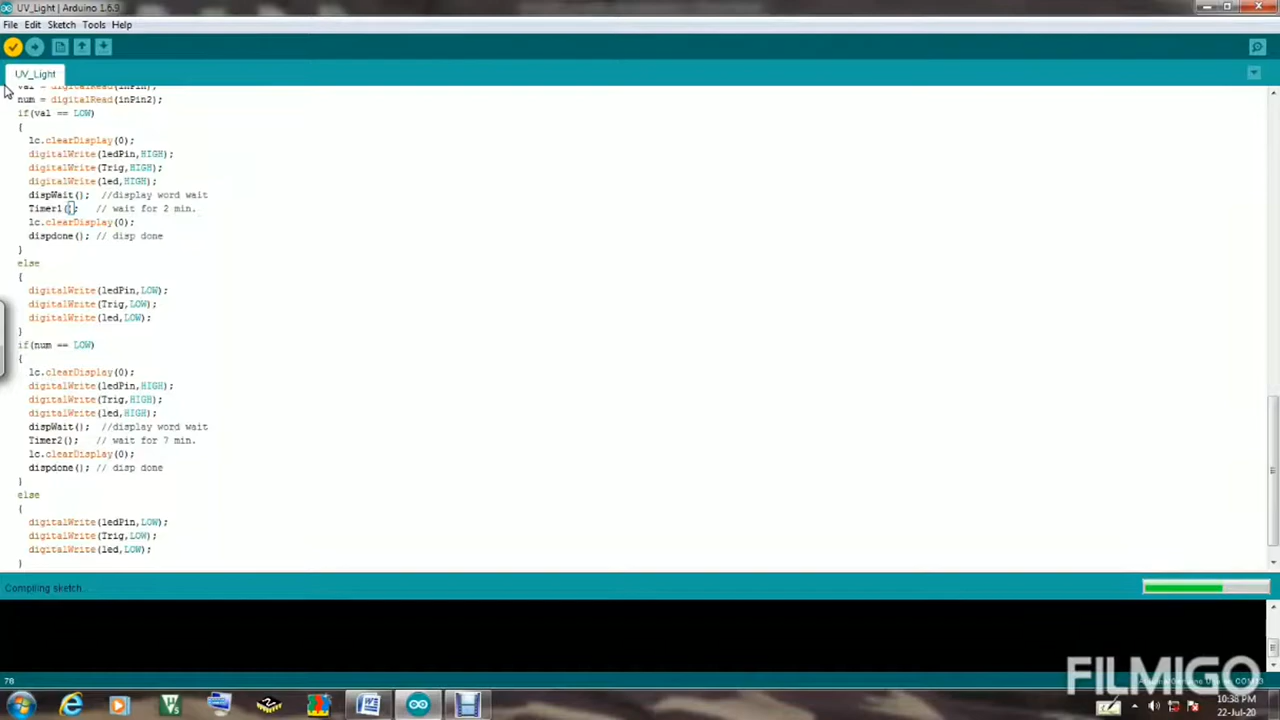 UV_Light | Arduino 1.6.9
File Edit Sketch Tools Help
UV_Light
val = digitalRead(inPin);
num = digitalRead(inPin2);
if(val == LOW)
{
lc.clearDisplay(0);
digitalWrite(ledPin,HIGH);
digitalWrite(Trig,HIGH);
digitalWrite(led,HIGH);
dispWait(); //display word wait
Timer1(); // wait for 2 min.
lc.clearDisplay(0);
dispdone(); // disp done
}
else
{
digitalWrite(ledPin,LOW);
digitalWrite(Trig,LOW);
digitalWrite(led,LOW);
}
if(num == LOW)
{
lc.clearDisplay(0);
digitalWrite(ledPin,HIGH);
digitalWrite(Trig,HIGH);
digitalWrite(led,HIGH);
dispWait(); //display word wait
Timer2(); // wait for 7 min.
lc.clearDisplay(0);
dispdone(); // disp done
}
else
{
digitalWrite(ledPin,LOW);
digitalWrite(Trig,LOW);
digitalWrite(led,LOW);
}
Compiling sketch...
78
FILMIGO
10:38 PM
22-Jul-20